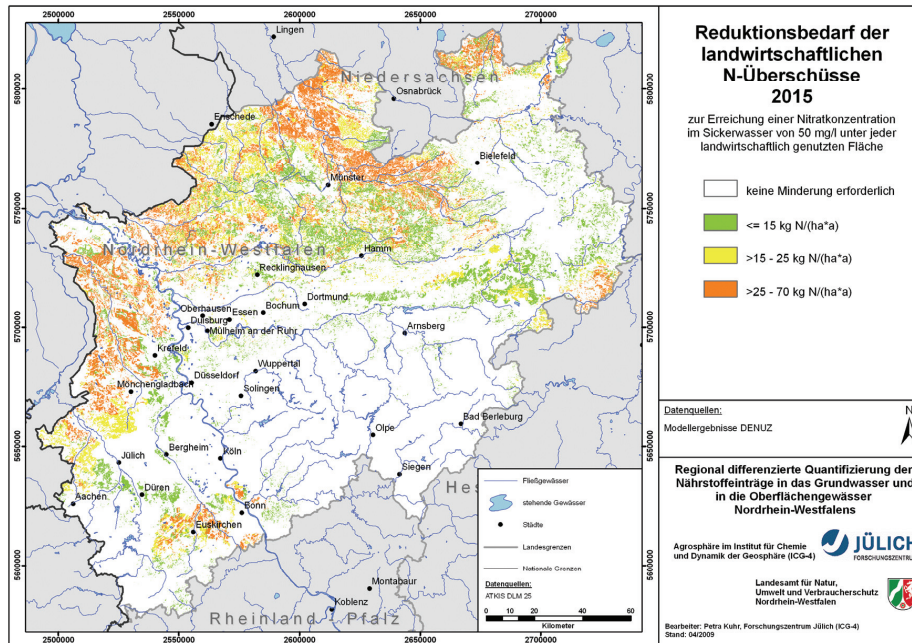 2500000 2550000 2600000 2650000 2700000
5800000
5750000
5700000
5650000
5600000
Lingen
Niedersachsen
Osnabrück
Enschede
Bielefeld
Münster
Nordrhein-Westfalen
Hamm
Recklinghausen
Dortmund
Oberhausen
Bochum
Essen
Duisburg
Mülheim an der Ruhr
Arnsberg
Krefeld
Wuppertal
Düsseldorf
Mönchengladbach
Solingen
Bad Berleburg
Olpe
Bergheim
Köln
Jülich
Siegen
Düren
Aachen
Bonn
Hes
Euskirchen
Montabaur
Koblenz
Rheinland Pfalz
Fließgewässer
stehende Gewässer
Städte
Landesgrenzen
Nationale Grenzen
Datenquellen:
ATKIS DLM 25
0 10 20 40 60
Kilometer
Reduktionsbedarf der
landwirtschaftlichen
N-Überschüsse
2015
zur Erreichung einer Nitratkonzentration
im Sickerwasser von 50 mg/l unter jeder
landwirtschaftlich genutzten Fläche
keine Minderung erforderlich
<= 15 kg N/(ha*a)
>15 - 25 kg N/(ha*a)
>25 - 70 kg N/(ha*a)
Datenquellen:
Modellergebnisse DENUZ
N
Regional differenzierte Quantifizierung der
Nährstoffeinträge in das Grundwasser und
in die Oberflächengewässer
Nordrhein-Westfalens
Agrosphäre im Institut für Chemie
und Dynamik der Geosphäre (ICG-4)
JÜLICH
FORSCHUNGSZENTRUM
Landesamt für Natur,
Umwelt und Verbraucherschutz
Nordrhein-Westfalen
Bearbeiter: Petra Kuhr, Forschungszentrum Jülich (ICG-4)
Stand: 04/2009